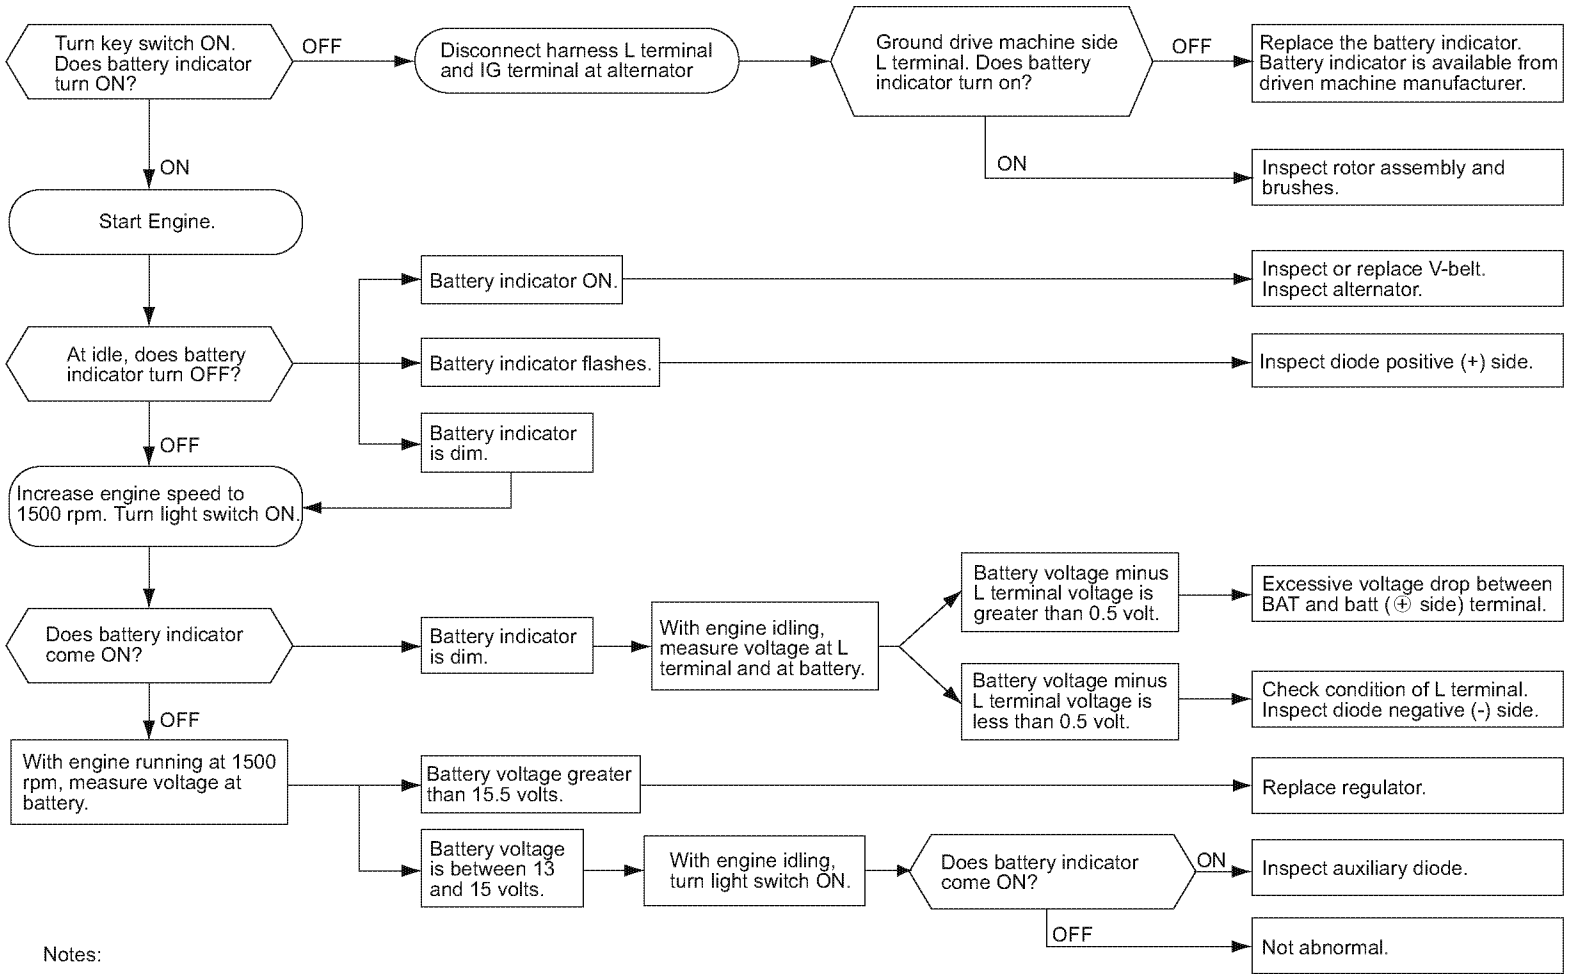 Turn key switch ON.
Does battery indicator
turn ON?
OFF
Disconnect harness L terminal
and IG terminal at alternator
Ground drive machine side
L terminal. Does battery
indicator turn on?
OFF
Replace the battery indicator.
Battery indicator is available from
driven machine manufacturer.
ON
Inspect rotor assembly and
brushes.
ON
Start Engine.
At idle, does battery
indicator turn OFF?
Battery indicator ON.
Inspect or replace V-belt.
Inspect alternator.
Battery indicator flashes.
Inspect diode positive (+) side.
Battery indicator
is dim.
OFF
Increase engine speed to
1500 rpm. Turn light switch ON.
Does battery indicator
come ON?
Battery indicator
is dim.
With engine idling,
measure voltage at L
terminal and at battery.
Battery voltage minus
L terminal voltage is
greater than 0.5 volt.
Excessive voltage drop between
BAT and batt (⊕ side) terminal.
Battery voltage minus
L terminal voltage is
less than 0.5 volt.
Check condition of L terminal.
Inspect diode negative (-) side.
OFF
With engine running at 1500
rpm, measure voltage at
battery.
Battery voltage greater
than 15.5 volts.
Replace regulator.
Battery voltage
is between 13
and 15 volts.
With engine idling,
turn light switch ON.
Does battery indicator
come ON?
ON
Inspect auxiliary diode.
OFF
Not abnormal.
Notes: